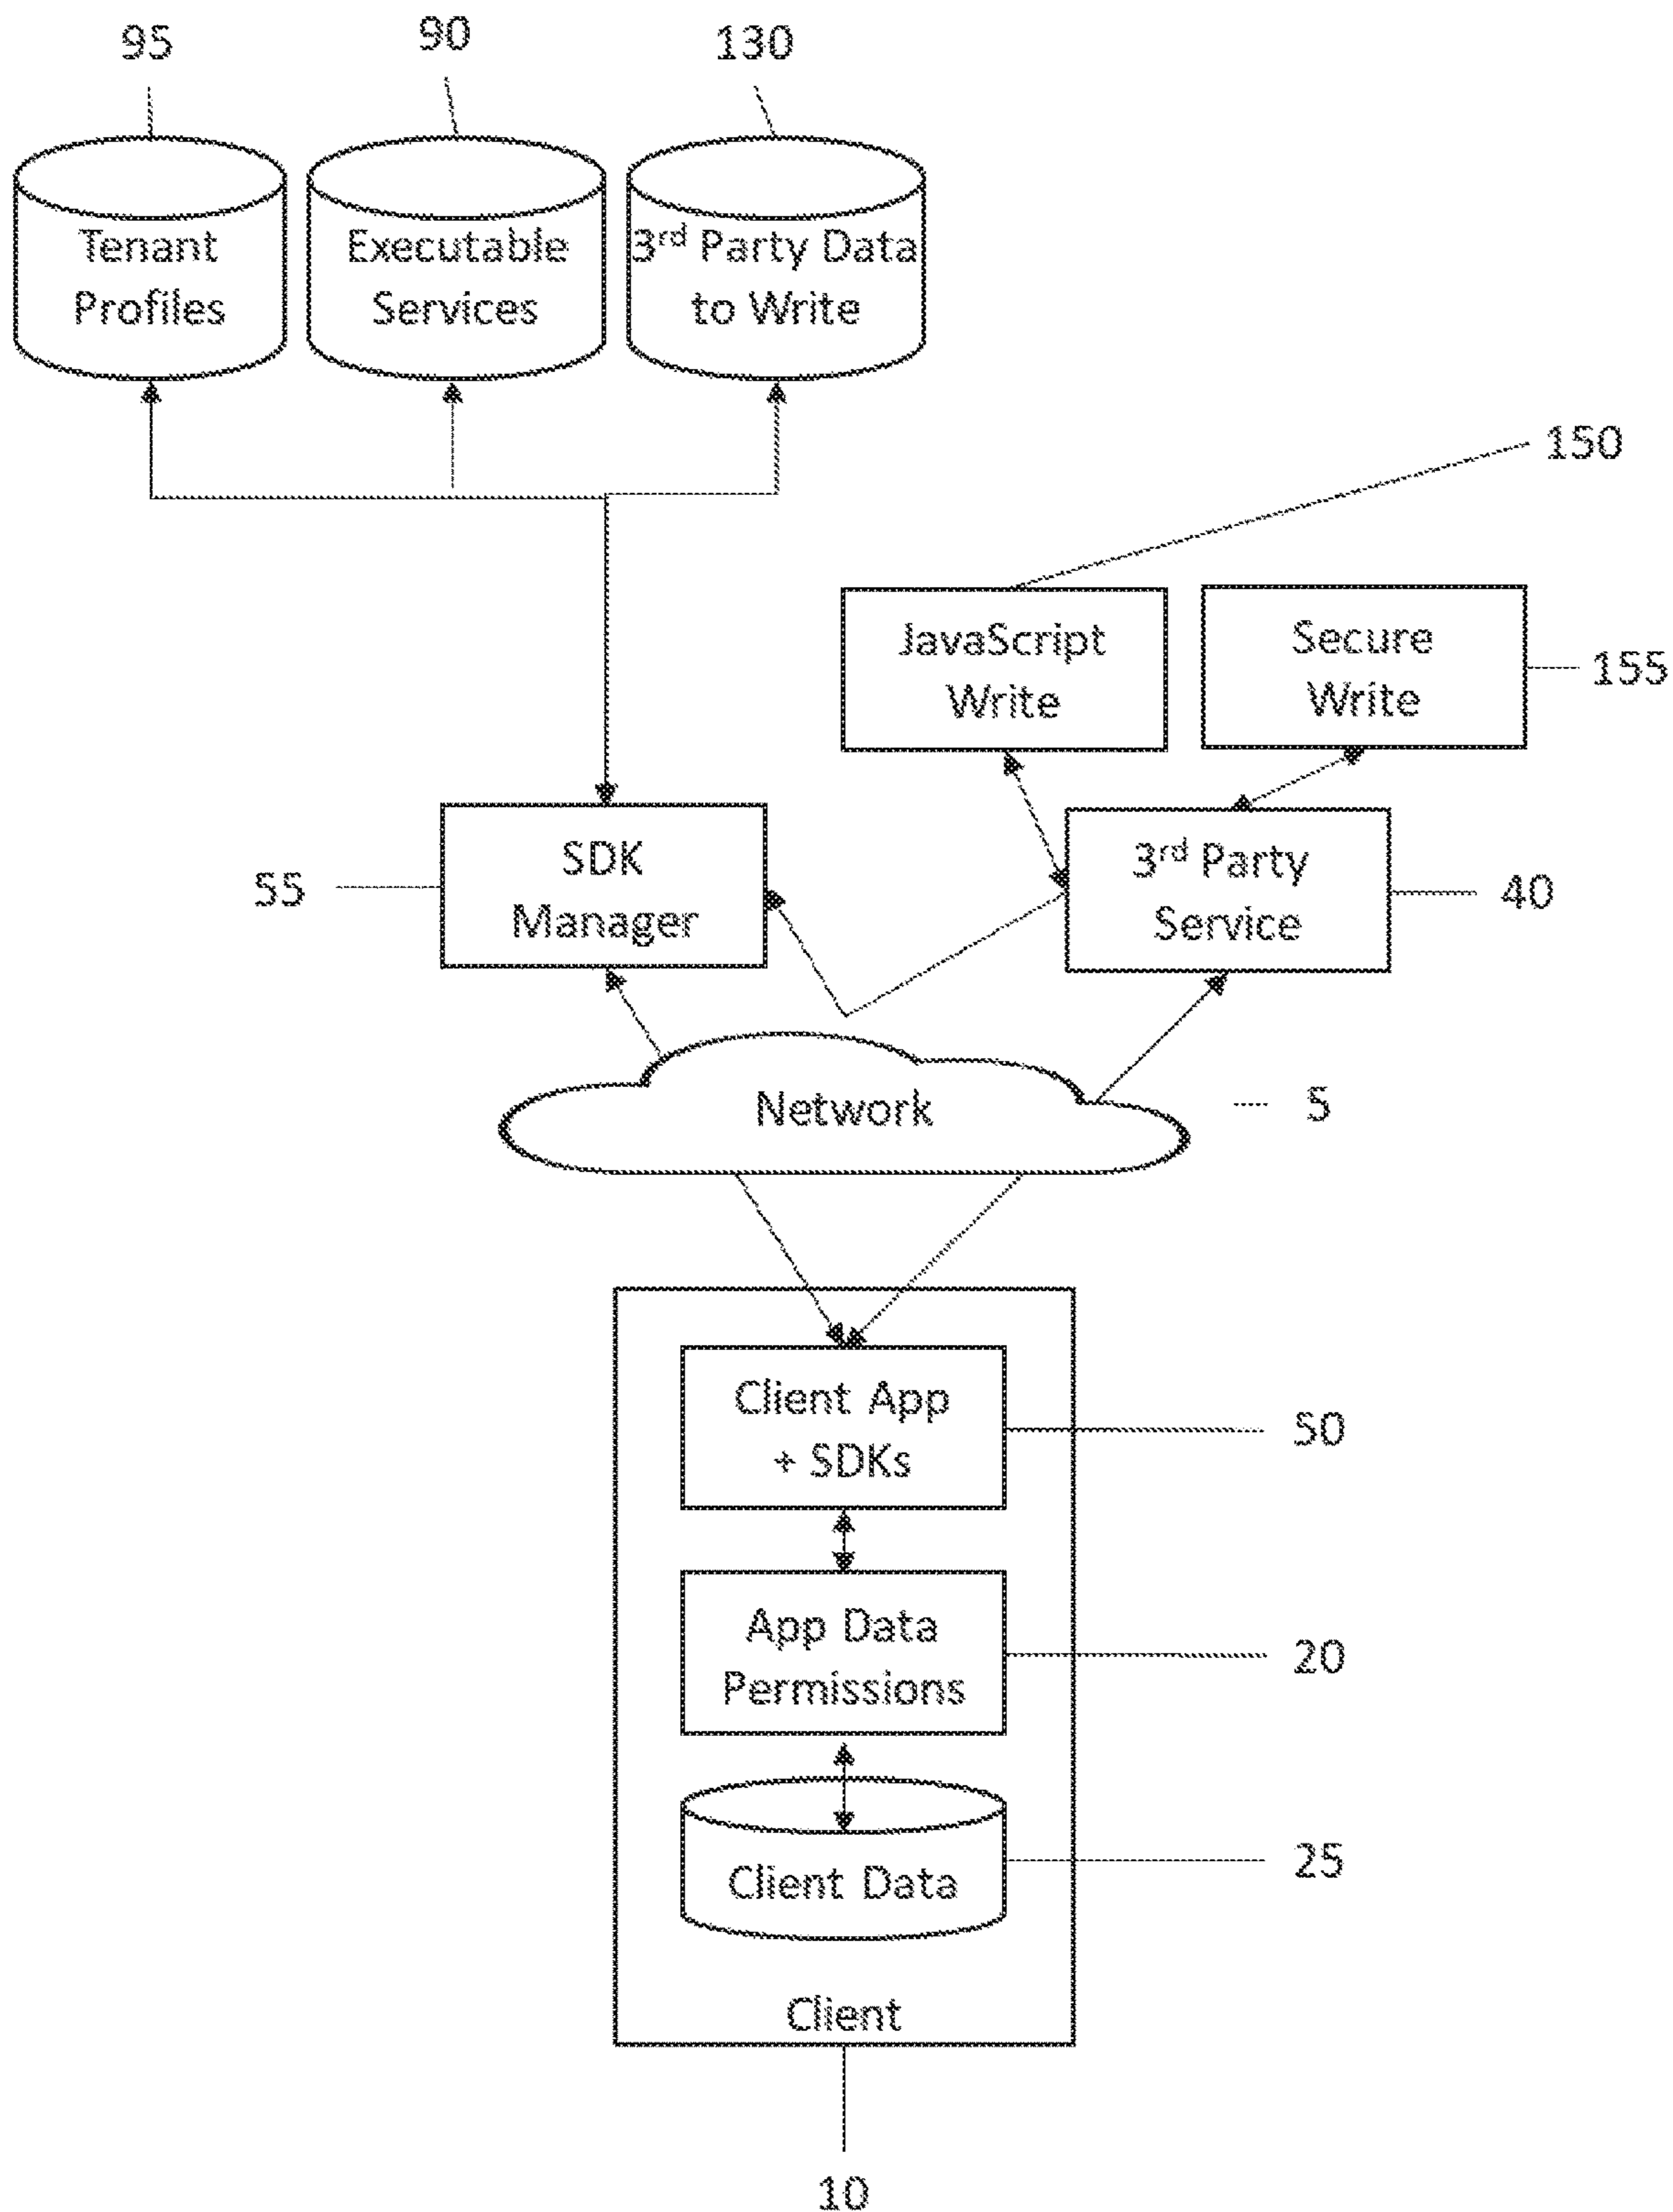 95
90
130
Tenant
Profiles
Executable
Services
3rd Party Data
to Write
150
JavaScript
Write
Secure
Write
155
SDK
Manager
55
3rd Party
Service
40
Network
5
Client App
+ SDKs
50
App Data
Permissions
20
Client Data
25
Client
10